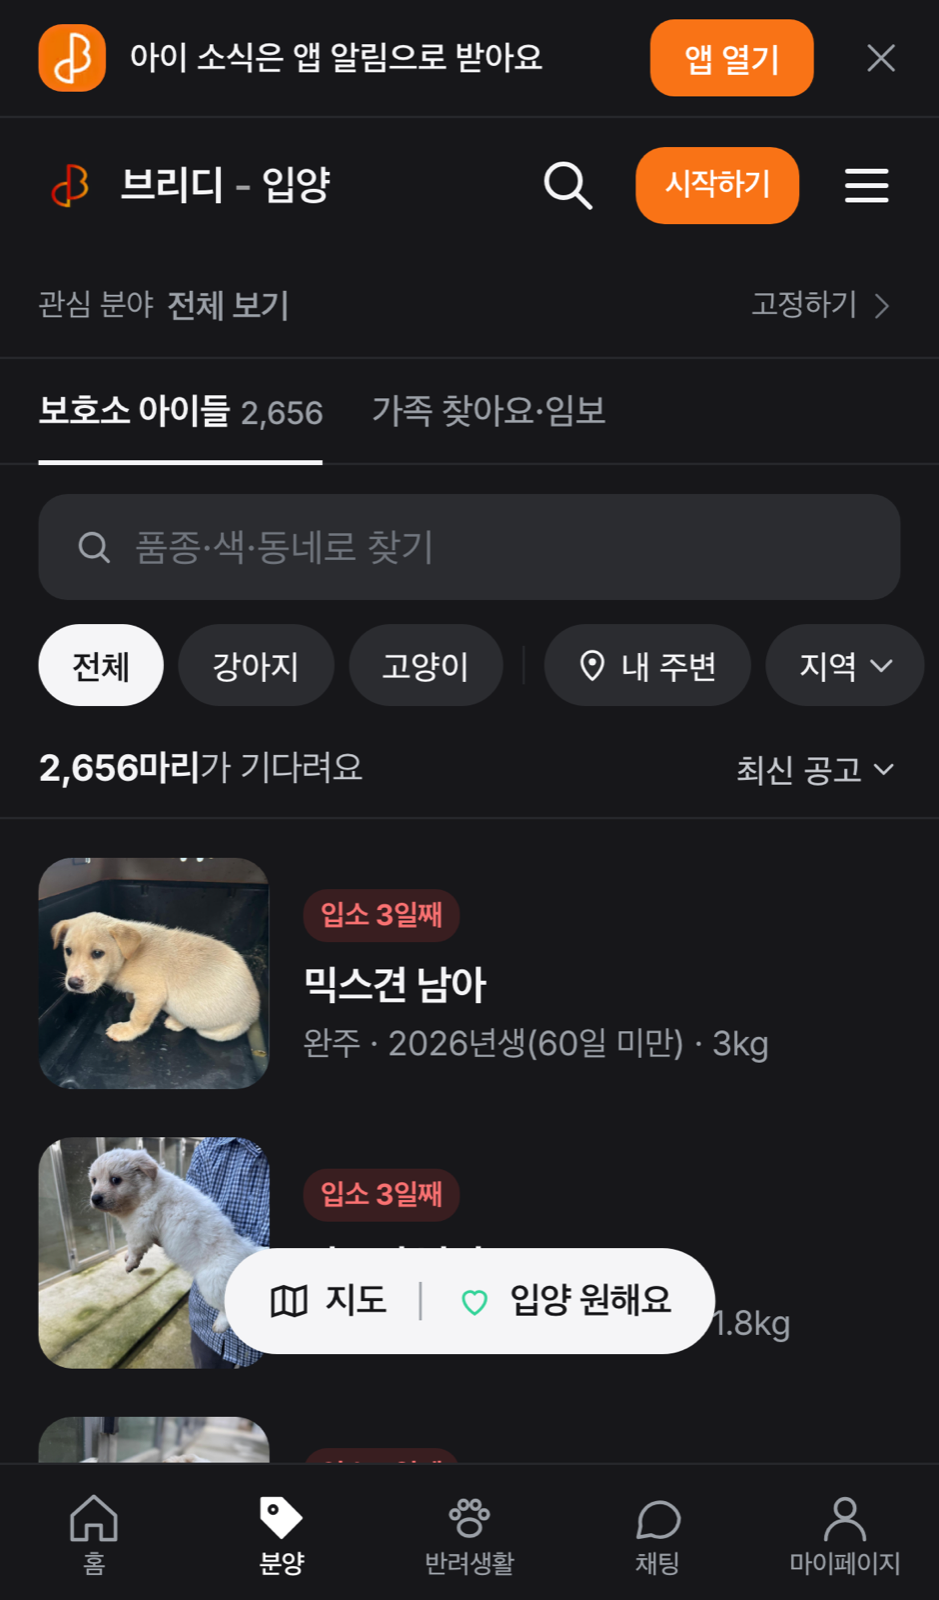 아이 소식은 앱 알림으로 받아요
앱 열기
브리디 - 입양
시작하기
관심 분야 전체 보기
고정하기
보호소 아이들 2,656
가족 찾아요·임보
품종·색·동네로 찾기
전체
강아지
고양이
내 주변
지역
2,656마리가 기다려요
최신 공고
입소 3일째
믹스견 남아
완주 · 2026년생(60일 미만) · 3kg
입소 3일째
1.8kg
지도
입양 원해요
홈
분양
반려생활
채팅
마이페이지